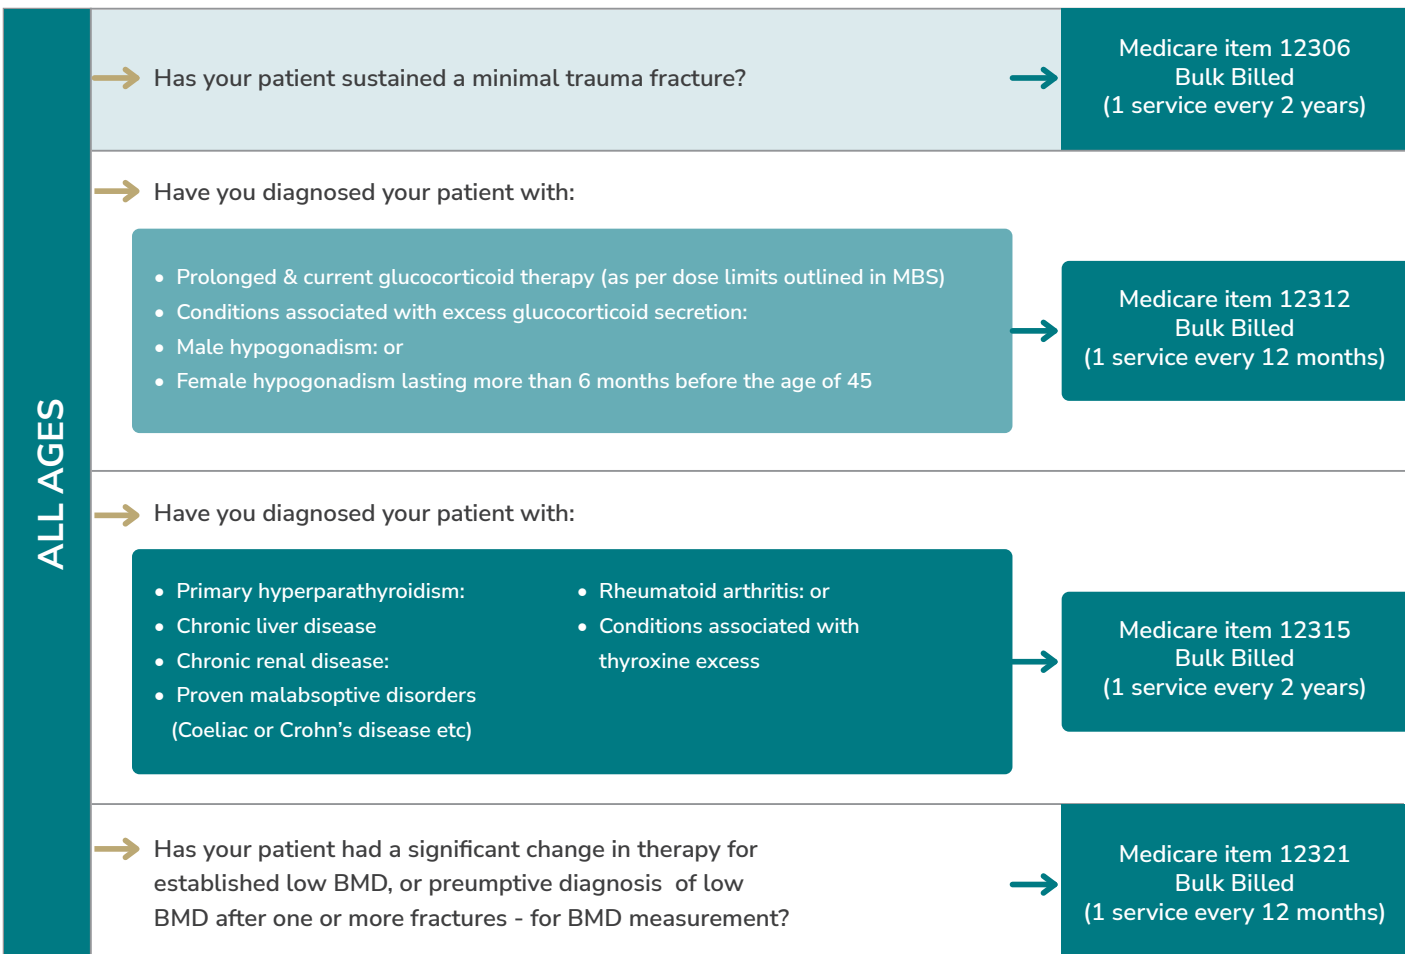 ALL AGES
Has your patient sustained a minimal trauma fracture?
Medicare item 12306
Bulk Billed
(1 service every 2 years)
Have you diagnosed your patient with:
• Prolonged & current glucocorticoid therapy (as per dose limits outlined in MBS)
• Conditions associated with excess glucocorticoid secretion:
• Male hypogonadism: or
• Female hypogonadism lasting more than 6 months before the age of 45
Medicare item 12312
Bulk Billed
(1 service every 12 months)
Have you diagnosed your patient with:
• Primary hyperparathyroidism:
• Chronic liver disease
• Chronic renal disease:
• Proven malabsoptive disorders
(Coeliac or Crohn’s disease etc)
• Rheumatoid arthritis: or
• Conditions associated with
thyroxine excess
Medicare item 12315
Bulk Billed
(1 service every 2 years)
Has your patient had a significant change in therapy for
established low BMD, or preumptive diagnosis of low
BMD after one or more fractures - for BMD measurement?
Medicare item 12321
Bulk Billed
(1 service every 12 months)